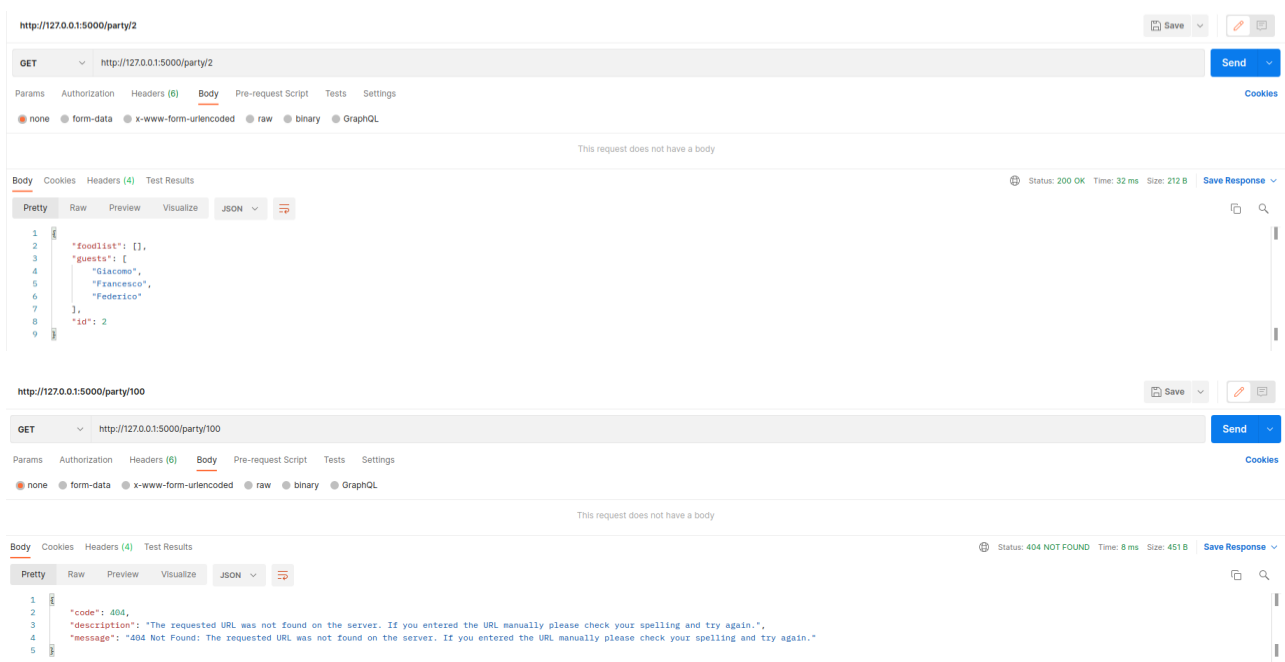 http://127.0.0.1:5000/party/2 Save
GET http://127.0.0.1:5000/party/2 Send
Params Authorization Headers (6) Body Pre-request Script Tests Settings Cookies
none form-data x-www-form-urlencoded raw binary GraphQL
This request does not have a body
Body Cookies Headers (4) Test Results Status: 200 OK Time: 32 ms Size: 212 B Save Response
Pretty Raw Preview Visualize JSON
1 {
2 "foodlist": [],
3 "guests": [
4 "Giacomo",
5 "Francesco",
6 "Federico"
7 ],
8 "id": 2
9 }
http://127.0.0.1:5000/party/100 Save
GET http://127.0.0.1:5000/party/100 Send
Params Authorization Headers (6) Body Pre-request Script Tests Settings Cookies
none form-data x-www-form-urlencoded raw binary GraphQL
This request does not have a body
Body Cookies Headers (4) Test Results Status: 404 NOT FOUND Time: 8 ms Size: 451 B Save Response
Pretty Raw Preview Visualize JSON
1 {
2 "code": 404,
3 "description": "The requested URL was not found on the server. If you entered the URL manually please check your spelling and try again.",
4 "message": "404 Not Found: The requested URL was not found on the server. If you entered the URL manually please check your spelling and try again."
5 }